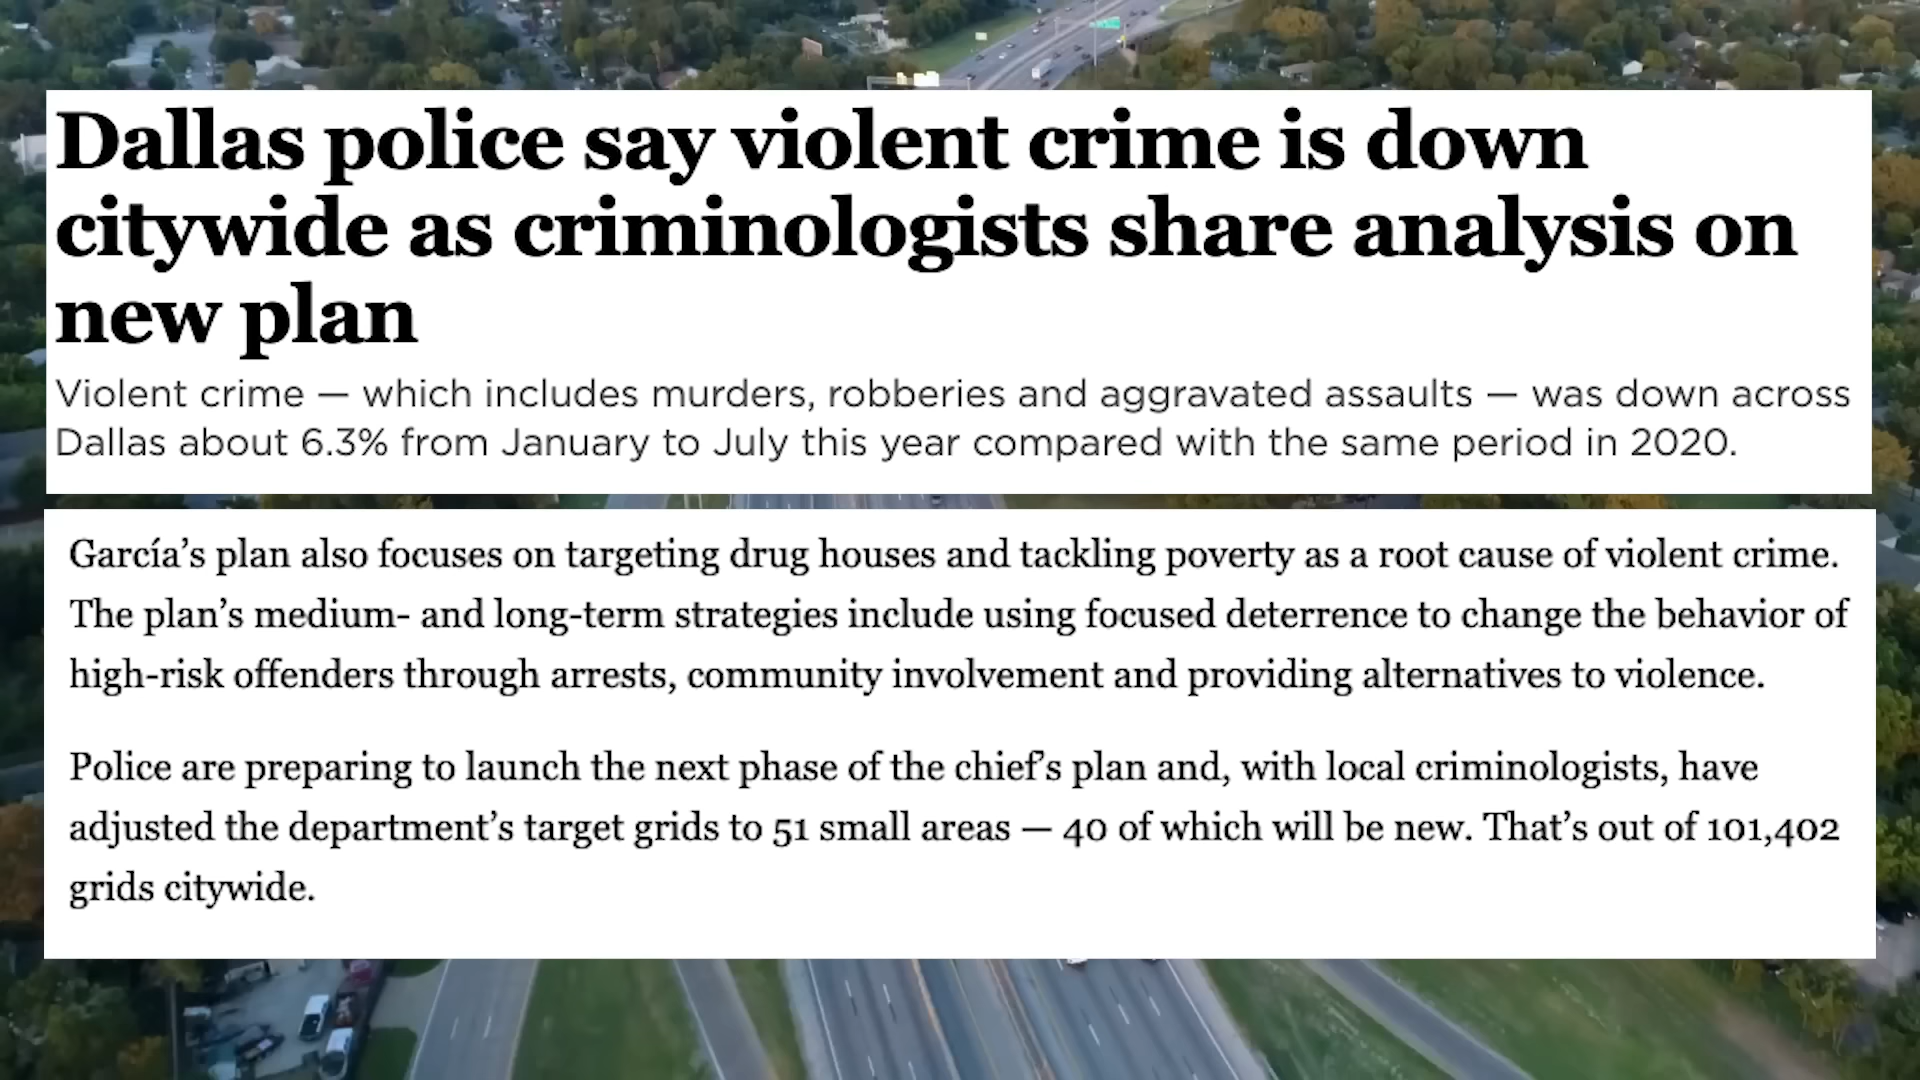 Dallas police say violent crime is down
citywide as criminologists share analysis on
new plan
Violent crime — which includes murders, robberies and aggravated assaults — was down across
Dallas about 6.3% from January to July this year compared with the same period in 2020.
García’s plan also focuses on targeting drug houses and tackling poverty as a root cause of violent crime.
The plan’s medium- and long-term strategies include using focused deterrence to change the behavior of
high-risk offenders through arrests, community involvement and providing alternatives to violence.
Police are preparing to launch the next phase of the chief’s plan and, with local criminologists, have
adjusted the department’s target grids to 51 small areas — 40 of which will be new. That’s out of 101,402
grids citywide.